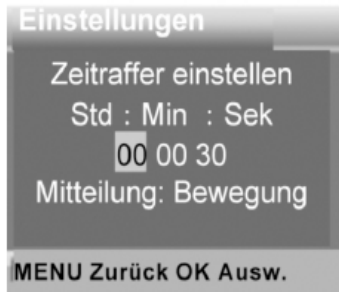 Einstellungen
Zeitraffer einstellen
Std : Min : Sek
00 00 30
Mitteilung: Bewegung
MENU Zurück OK Ausw.